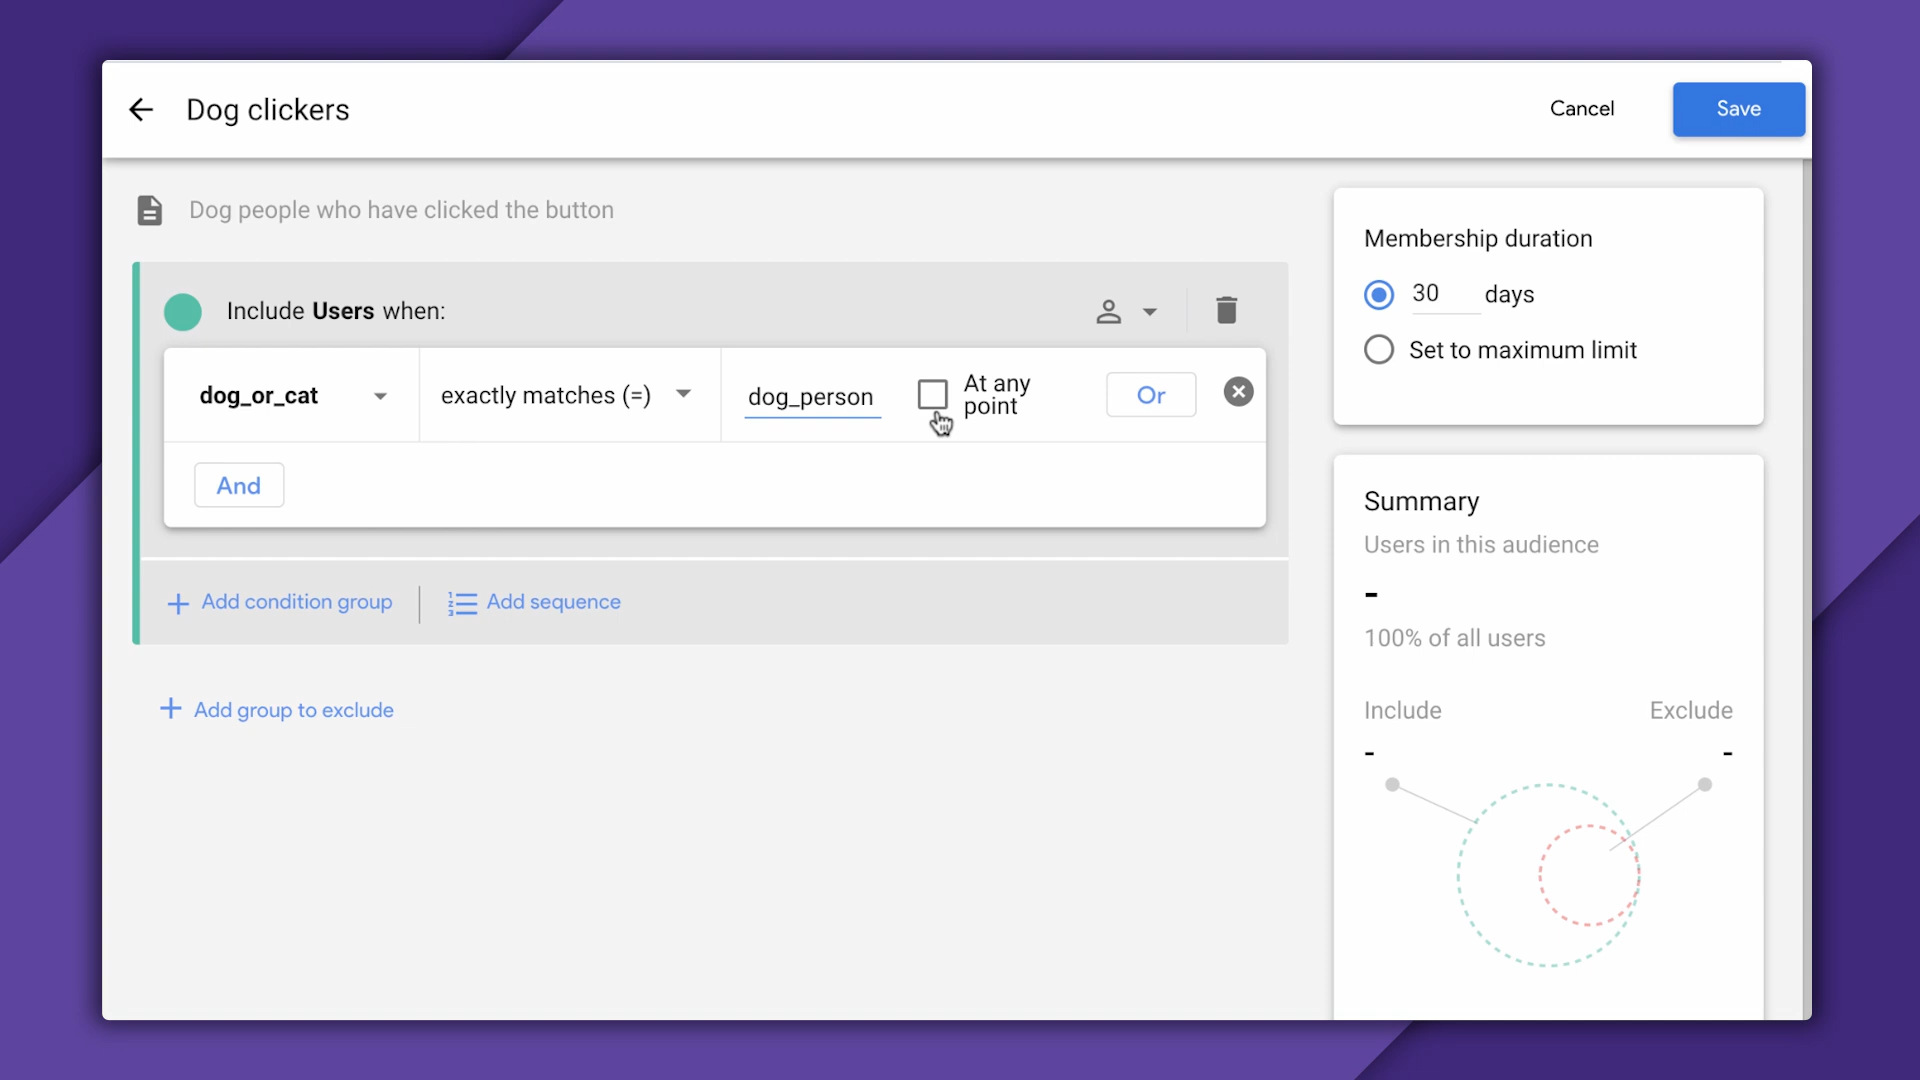 Dog clickers
Cancel
Save
Dog people who have clicked the button
Include Users when:
dog_or_cat
exactly matches (=)
dog_person
At any
point
Or
And
Add condition group
Add sequence
Add group to exclude
Membership duration
30 days
Set to maximum limit
Summary
Users in this audience
-
100% of all users
Include
Exclude
-
-